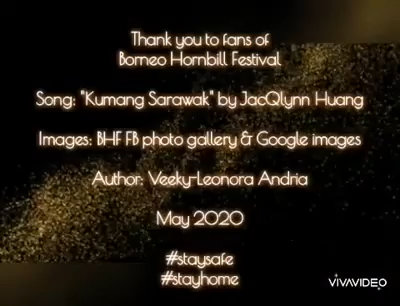 Thank you to fans of
Borneo Hornbill Festival
Song: "Kumang Sarawak" by JacQlynn Huang
Images: BHF FB photo gallery & Google images
Author: Veeky-Leonora Andria
May 2020
#staysafe
#stayhome
VIVAVIDEO